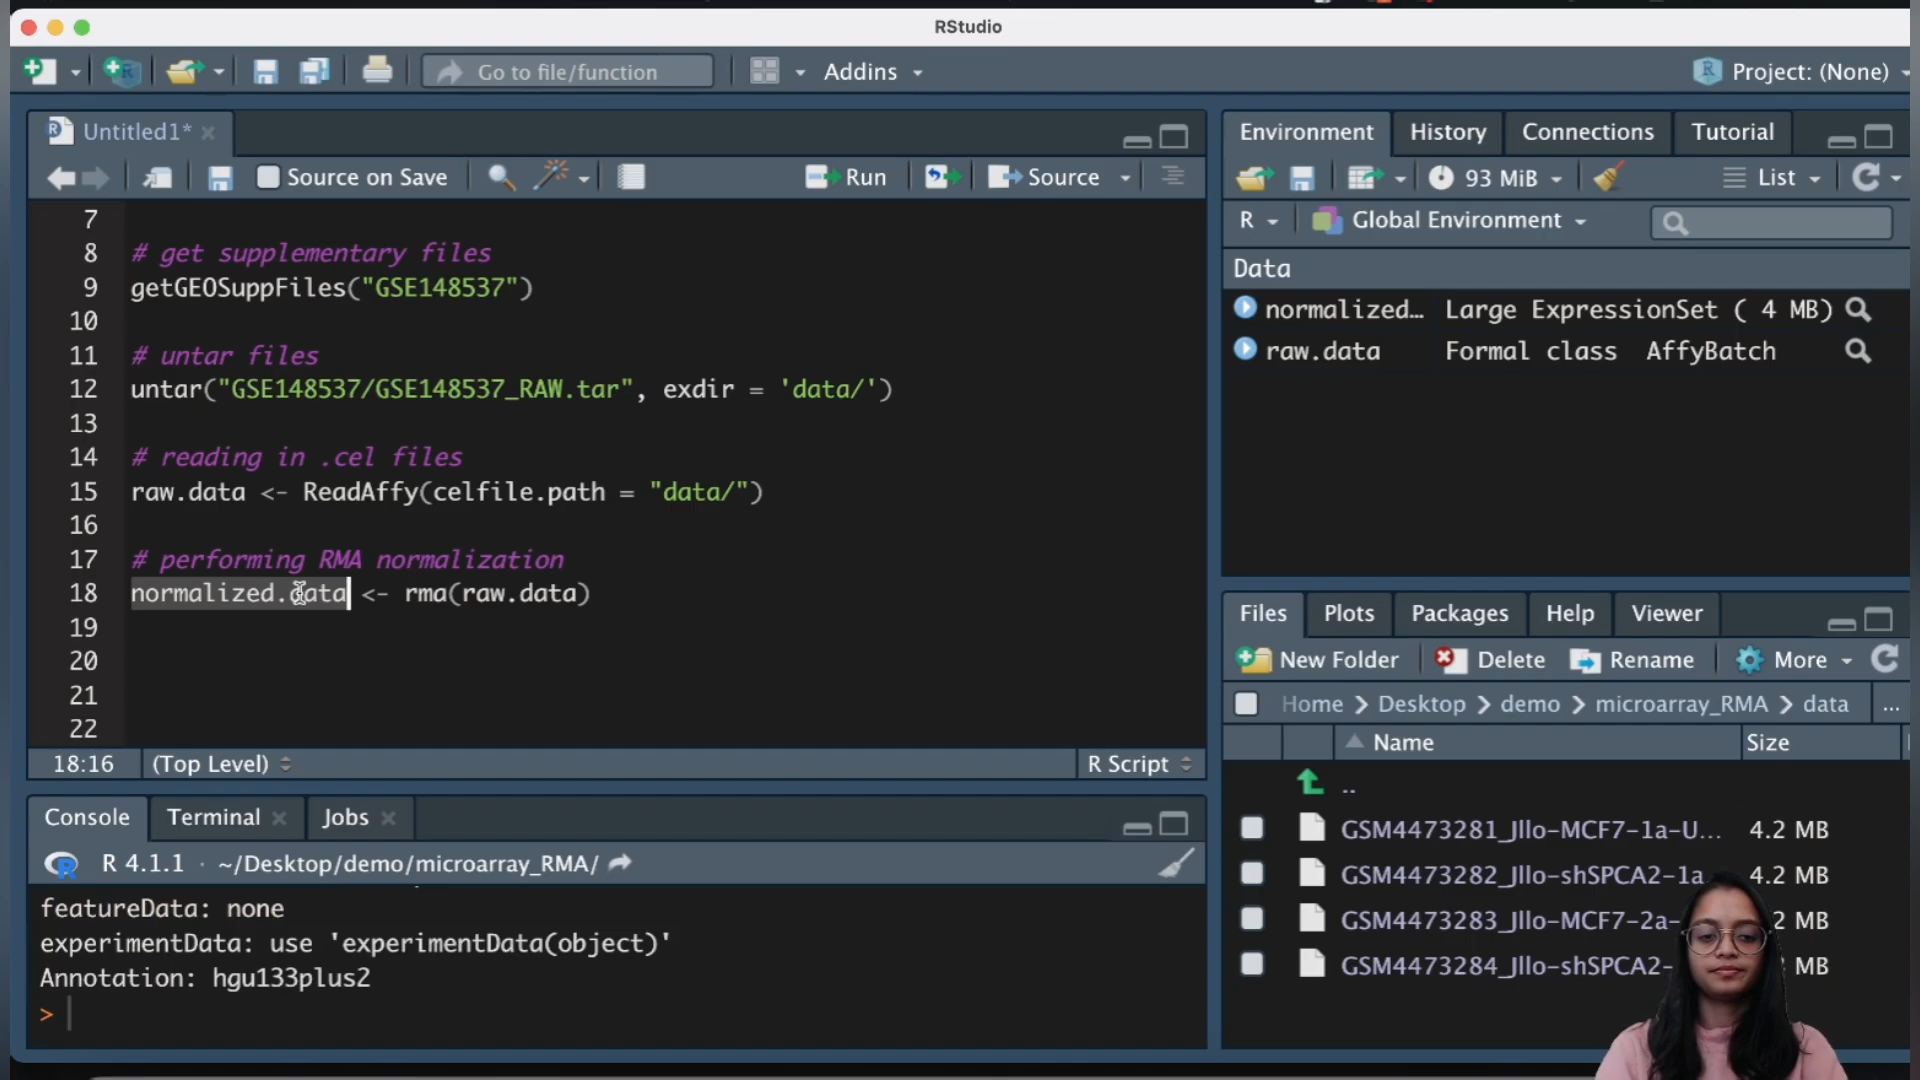 RStudio
Go to file/function
Addins
Project: (None)
Untitled1*
Source on Save
Run
Source
7
8 # get supplementary files
9 getGEOSuppFiles("GSE148537")
10
11 # untar files
12 untar("GSE148537/GSE148537_RAW.tar", exdir = 'data/')
13
14 # reading in .cel files
15 raw.data <- ReadAffy(celfile.path = "data/")
16
17 # performing RMA normalization
18 normalized.data <- rma(raw.data)
19
20
21
22
18:16 (Top Level) R Script
Console Terminal Jobs
R 4.1.1 · ~/Desktop/demo/microarray_RMA/
featureData: none
experimentData: use 'experimentData(object)'
Annotation: hgu133plus2
>
Environment History Connections Tutorial
93 MiB List
R Global Environment
Data
normalized… Large ExpressionSet ( 4 MB)
raw.data Formal class AffyBatch
Files Plots Packages Help Viewer
New Folder Delete Rename More
Home Desktop demo microarray_RMA data ...
Name Size
..
GSM4473281_Jllo-MCF7-1a-U... 4.2 MB
GSM4473282_Jllo-shSPCA2-1a 4.2 MB
GSM4473283_Jllo-MCF7-2a- 2 MB
GSM4473284_Jllo-shSPCA2- MB